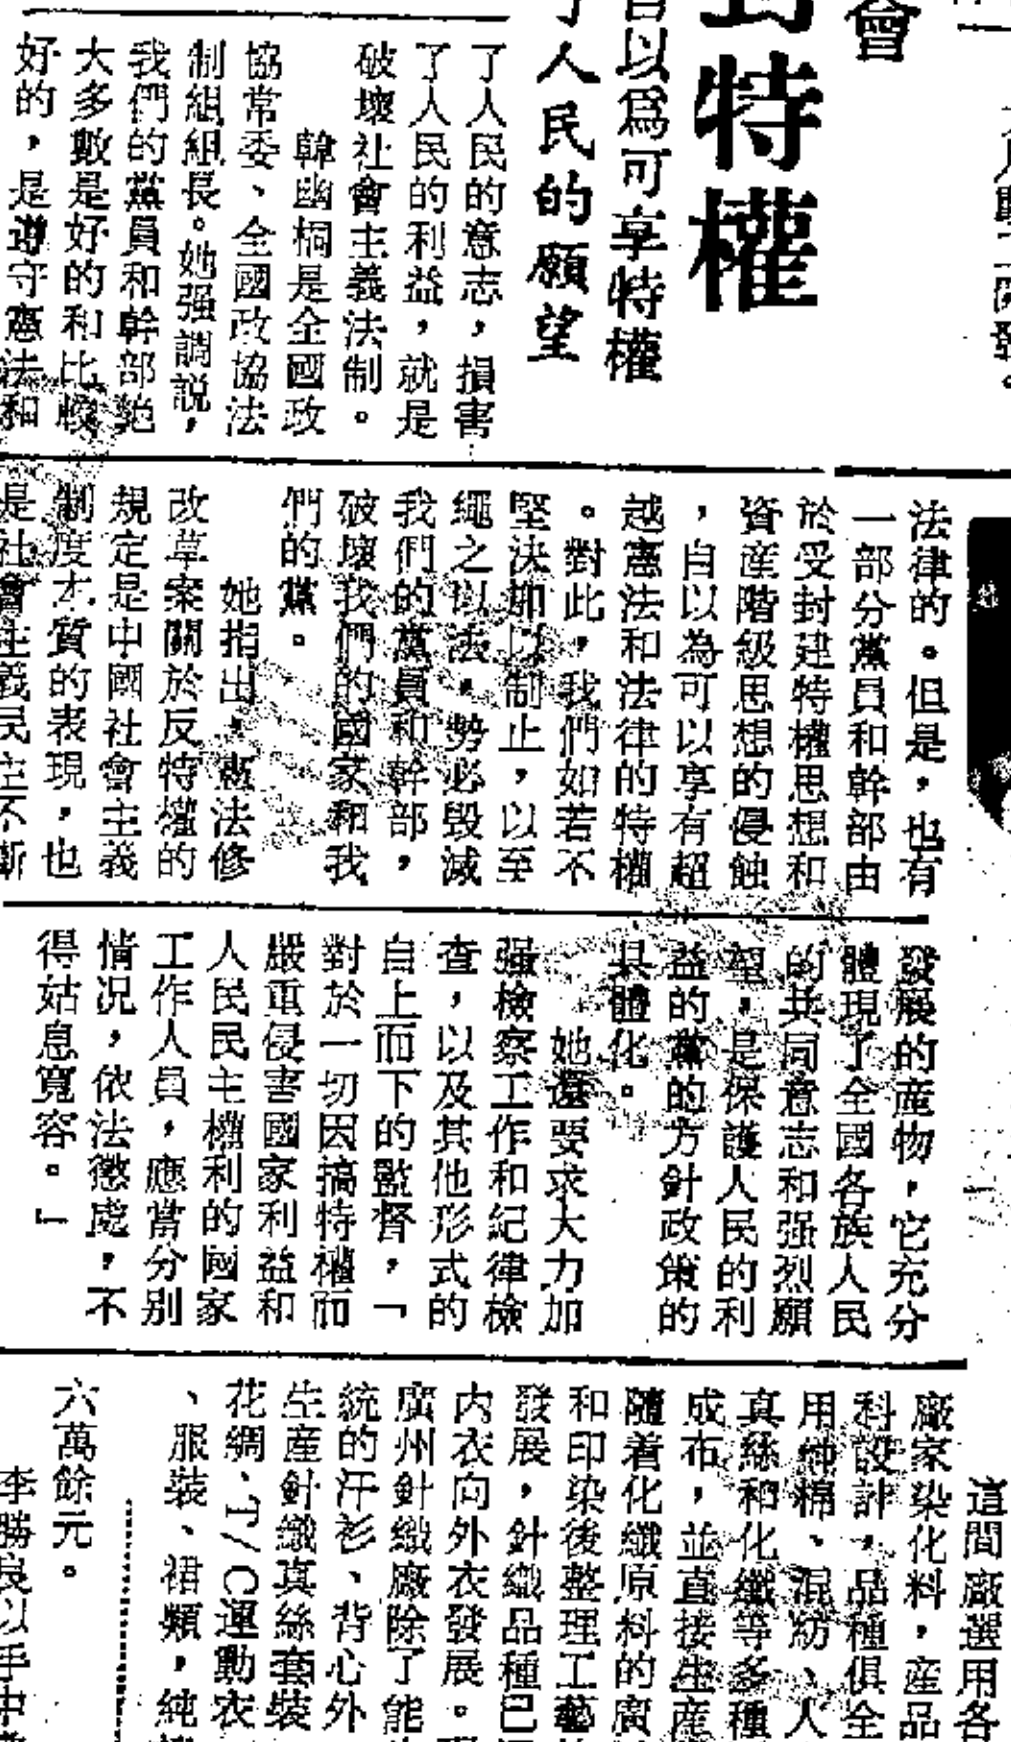 會
特權
自以爲可享特權
了人民的願望
了人民的意志，損害
了人民的利益，就是
破壞社會主義法制。
韓幽桐是全國政
協常委、全國政協法
制組組長。她强調説，
我們的黨員和幹部絶
大多數是好的和比較
好的，是遵守憲法和
法律的。但是，也有
一部分黨員和幹部由
於受封建特權思想和
資産階級思想的侵蝕
，自以為可以享有超
越憲法和法律的特權
。對此，我們如若不
堅決加以制止，以至
繩之以法，勢必毀滅
我們的黨員和幹部，
破壞我們的國家和我
們的黨。
她指出，憲法修
改草案關於反特權的
規定是中國社會主義
制度本質的表現，也
是社會主義民主不斷
發展的産物，它充分
體現了全國各族人民
的共同意志和强烈願
望，是保護人民的利
益的黨的方針政策的
具體化。
她還要求大力加
强檢察工作和紀律檢
查，以及其他形式的
自上而下的監督，「
對於一切因搞特權而
嚴重侵害國家利益和
人民民主權利的國家
工作人員，應當分别
情况，依法懲處，不
得姑息寬容。」
這間廠選用各
廠家染化料，産品
科設計，品種俱全
用純棉、混紡、人
真絲和化纖等多種
成布，並直接生産
隨着化纖原料的廣
和印染後整理工藝
發展，針織品種已
内衣向外衣發展。
廣州針織廠除了能
統的汗衫、背心外
生産針織真絲套裝
花綢、T/C運動衣
、服裝、裙類，純
六萬餘元。
李勝良以手中